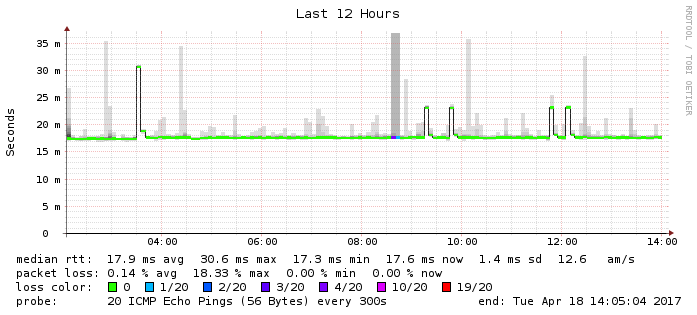 Last 12 Hours
RRDTOOL / TOBI OETIKER
Seconds
35 m
30 m
25 m
20 m
15 m
10 m
5 m
0
04:00 06:00 08:00 10:00 12:00 14:00
median rtt: 17.9 ms avg 30.6 ms max 17.3 ms min 17.6 ms now 1.4 ms sd 12.6 am/s
packet loss: 0.14 % avg 18.33 % max 0.00 % min 0.00 % now
loss color: 0 1/20 2/20 3/20 4/20 10/20 19/20
probe: 20 ICMP Echo Pings (56 Bytes) every 300s end: Tue Apr 18 14:05:04 2017